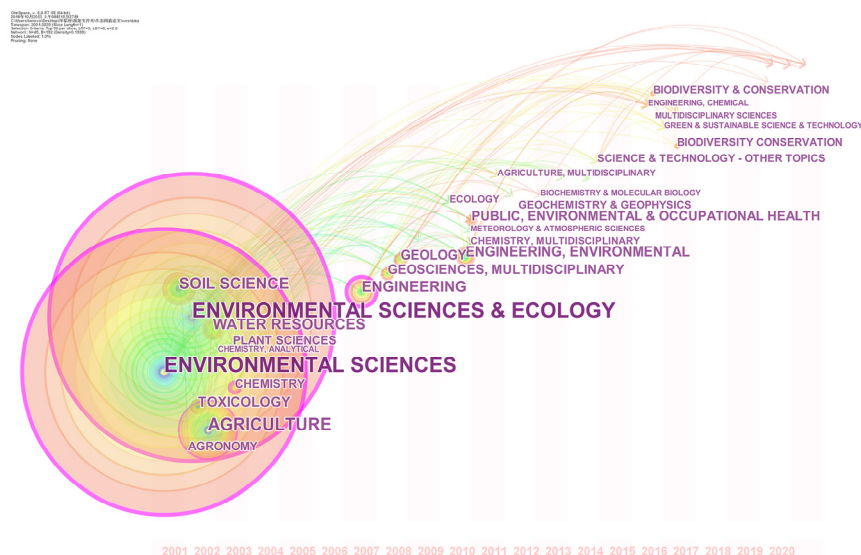 BIODIVERSITY & CONSERVATION
ENGINEERING, CHEMICAL
MULTIDISCIPLINARY SCIENCES
GREEN & SUSTAINABLE SCIENCE & TECHNOLOGY
BIODIVERSITY CONSERVATION
SCIENCE & TECHNOLOGY - OTHER TOPICS
AGRICULTURE, MULTIDISCIPLINARY
BIOCHEMISTRY & MOLECULAR BIOLOGY
ECOLOGY
GEOCHEMISTRY & GEOPHYSICS
PUBLIC, ENVIRONMENTAL & OCCUPATIONAL HEALTH
METEOROLOGY & ATMOSPHERIC SCIENCES
CHEMISTRY, MULTIDISCIPLINARY
GEOLOGY
ENGINEERING, ENVIRONMENTAL
GEOSCIENCES, MULTIDISCIPLINARY
SOIL SCIENCE
ENGINEERING
ENVIRONMENTAL SCIENCES & ECOLOGY
WATER RESOURCES
PLANT SCIENCES
CHEMISTRY, ANALYTICAL
ENVIRONMENTAL SCIENCES
CHEMISTRY
TOXICOLOGY
AGRICULTURE
AGRONOMY
2001 2002 2003 2004 2005 2006 2007 2008 2009 2010 2011 2012 2013 2014 2015 2016 2017 2018 2019 2020